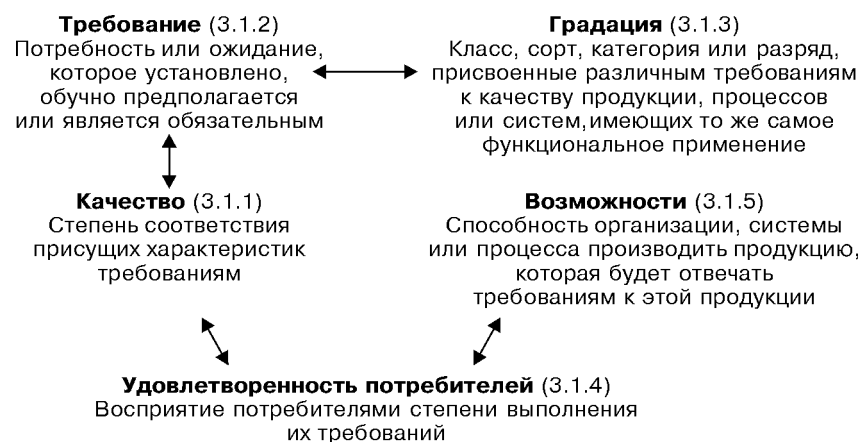 Требование (3.1.2)
Потребность или ожидание,
которое установлено,
обычно предполагается
или является обязательным
Градация (3.1.3)
Класс, сорт, категория или разряд,
присвоенные различным требованиям
к качеству продукции, процессов
или систем,имеющих то же самое
функциональное применение
Качество (3.1.1)
Степень соответствия
присущих характеристик
требованиям
Возможности (3.1.5)
Способность организации, системы
или процесса производить продукцию,
которая будет отвечать
требованиям к этой продукции
Удовлетворенность потребителей (3.1.4)
Восприятие потребителями степени выполнения
их требований